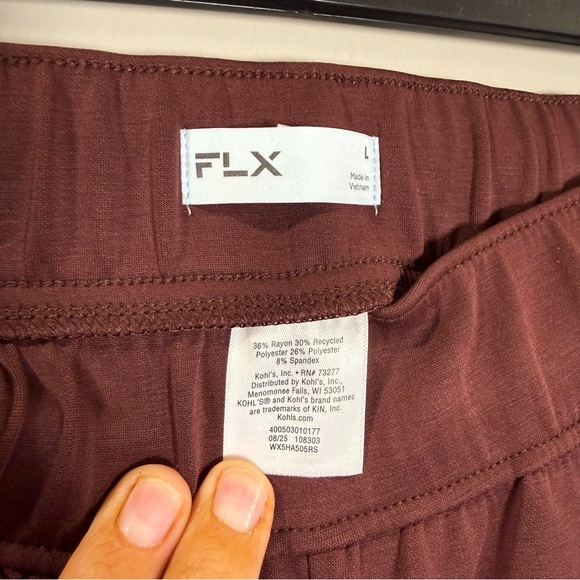 FLX
L
Made in
Vietnam
36% Rayon 30% Recycled
Polyester 26% Polyester
8% Spandex
Kohl's, Inc. • RN# 73277
Distributed by Kohl's, Inc.,
Menomonee Falls, WI 53051
KOHL'S® and Kohl's brand names
are trademarks of KIN, Inc.
Kohls.com
400503010177
08/25 108303
WX5HA505RS